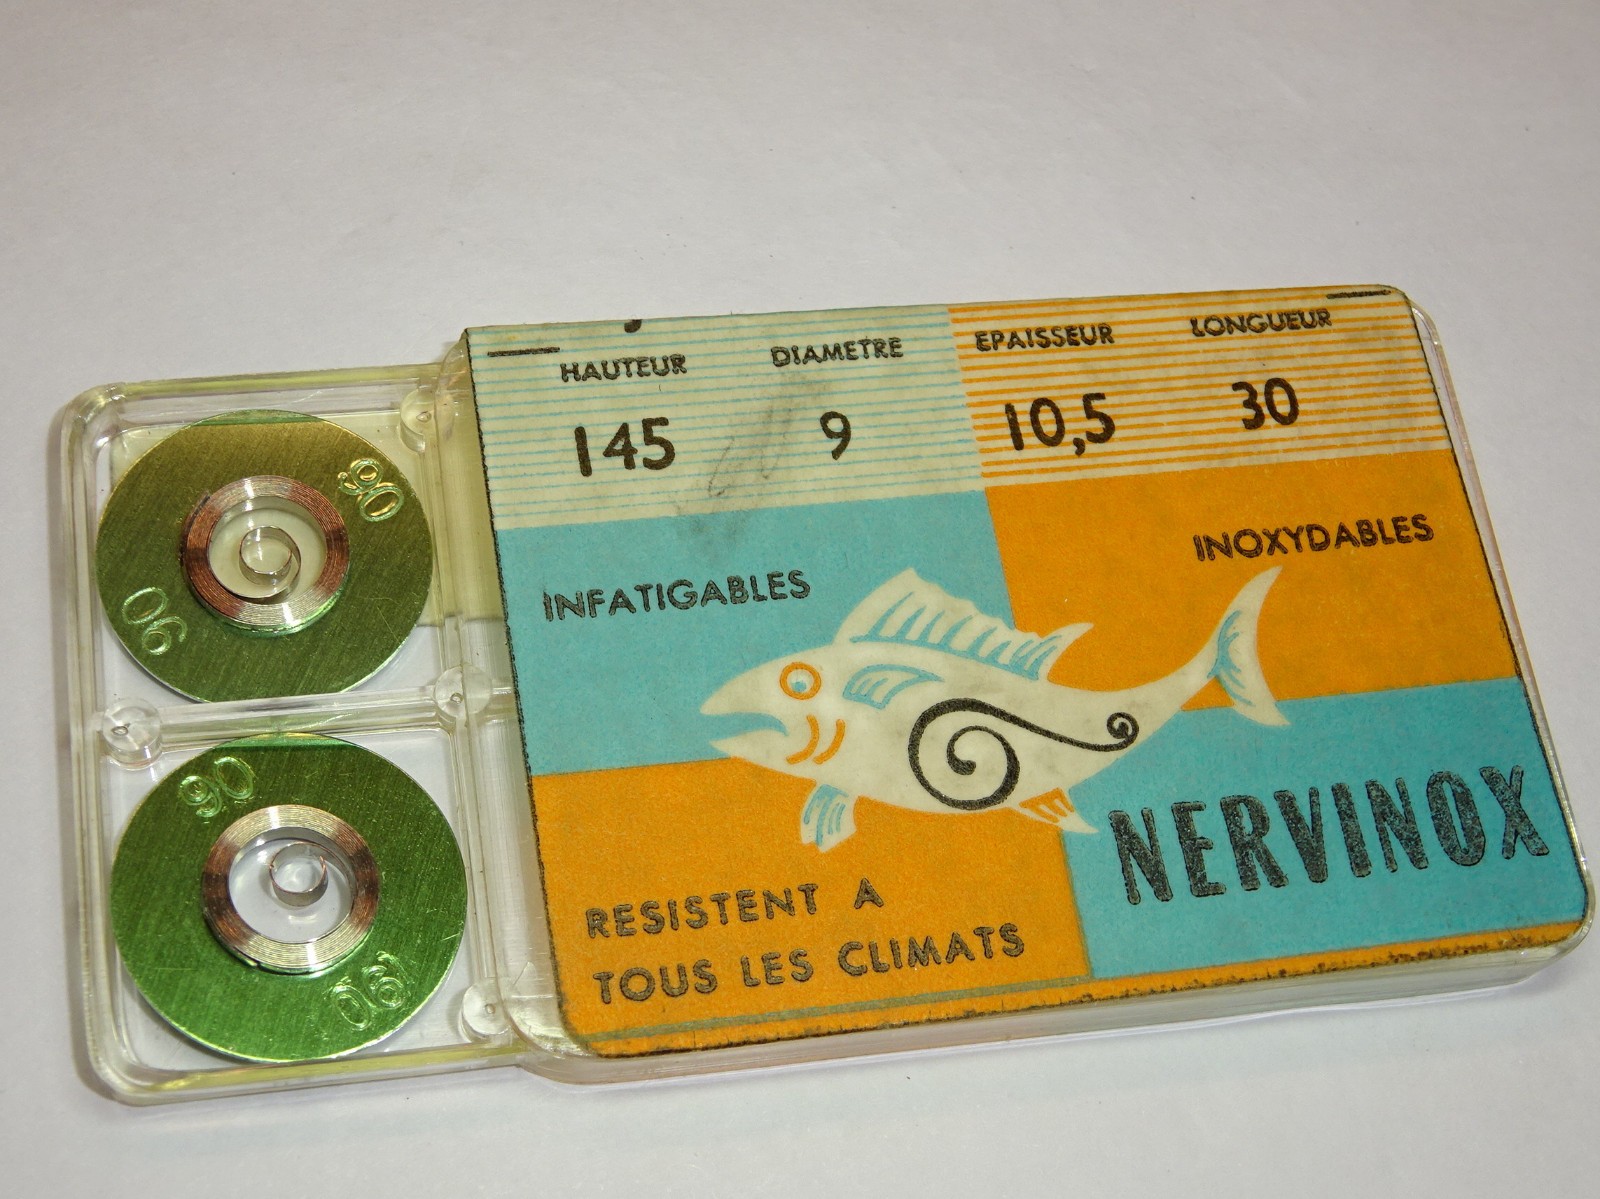 HAUTEUR DIAMETRE EPAISSEUR LONGUEUR
145 9 10,5 30
INFATIGABLES INOXYDABLES
NERVINOX
RESISTENT A
TOUS LES CLIMATS
90
90
90
90